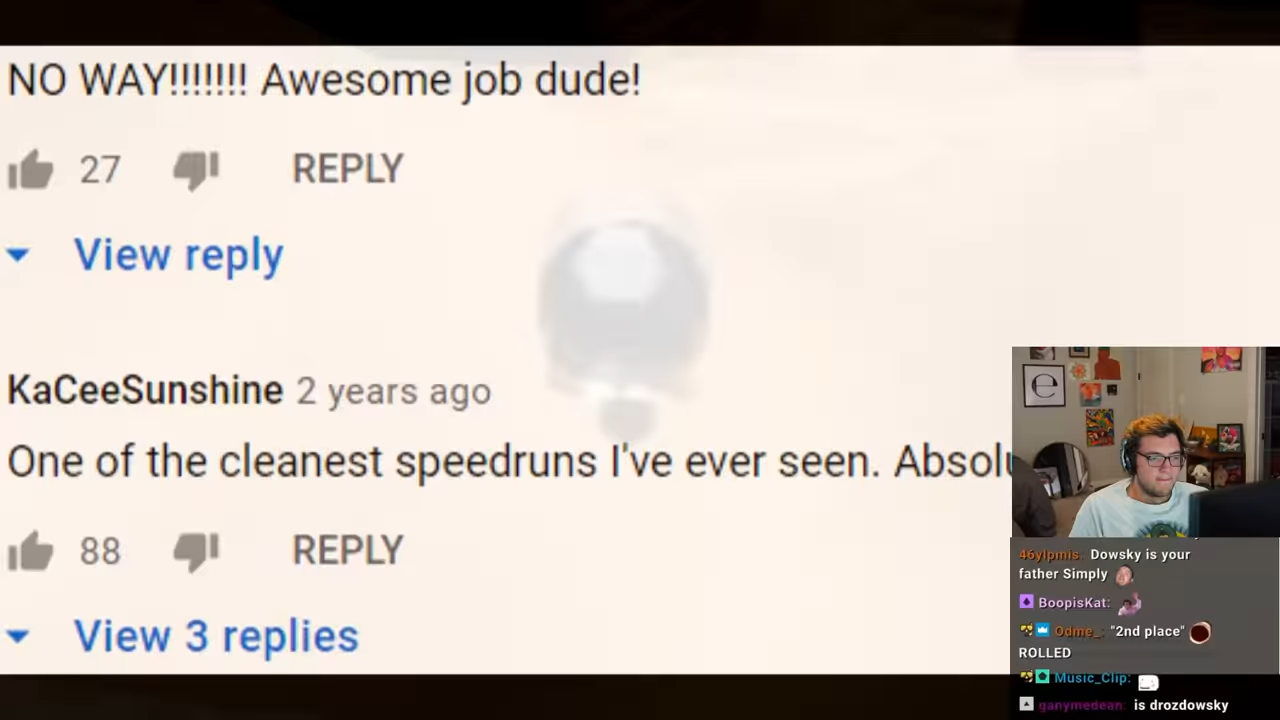 NO WAY!!!!!!! Awesome job dude!
27 REPLY
View reply
KaCeeSunshine 2 years ago
One of the cleanest speedruns I've ever seen. Absolu
88 REPLY
View 3 replies
e
46ylpmis: Dowsky is your
father Simply
BoopisKat:
Odme_: "2nd place"
ROLLED
Music_Clip:
ganymedean: is drozdowsky